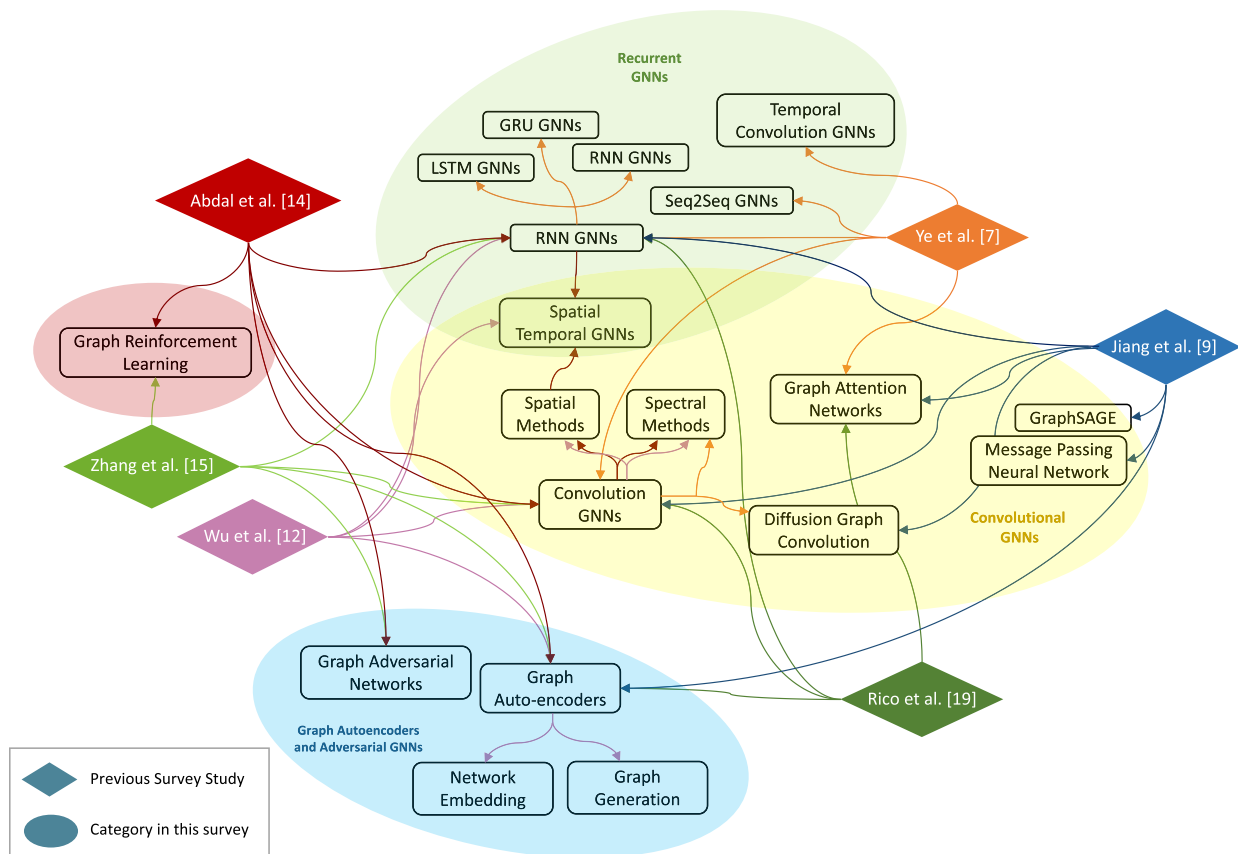 Recurrent
GNNs
Temporal
Convolution GNNs
GRU GNNs
RNN GNNs
LSTM GNNs
Seq2Seq GNNs
Abdal et al. [14]
RNN GNNs
Ye et al. [7]
Spatial
Temporal GNNs
Graph Reinforcement
Learning
Jiang et al. [9]
Graph Attention
Networks
Spatial
Methods
Spectral
Methods
GraphSAGE
Message Passing
Neural Network
Zhang et al. [15]
Convolution
GNNs
Diffusion Graph
Convolution
Convolutional
GNNs
Wu et al. [12]
Graph Adversarial
Networks
Graph
Auto-encoders
Rico et al. [19]
Graph Autoencoders
and Adversarial GNNs
Network
Embedding
Graph
Generation
Previous Survey Study
Category in this survey